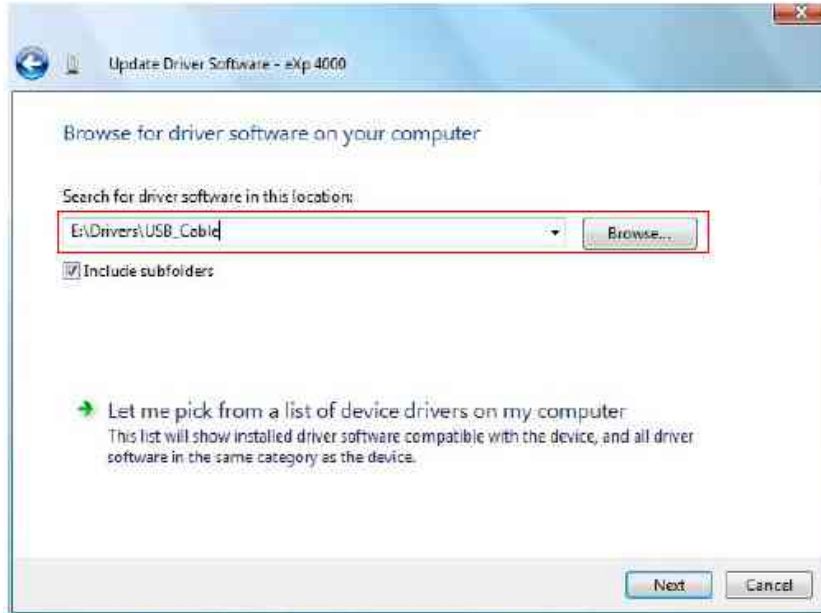 Update Driver Software - eXp 4000
Browse for driver software on your computer
Search for driver software in this location:
E:\Drivers\USB_Cable
Browse...
Include subfolders
Let me pick from a list of device drivers on my computer
This list will show installed driver software compatible with the device, and all driver
software in the same category as the device.
Next
Cancel